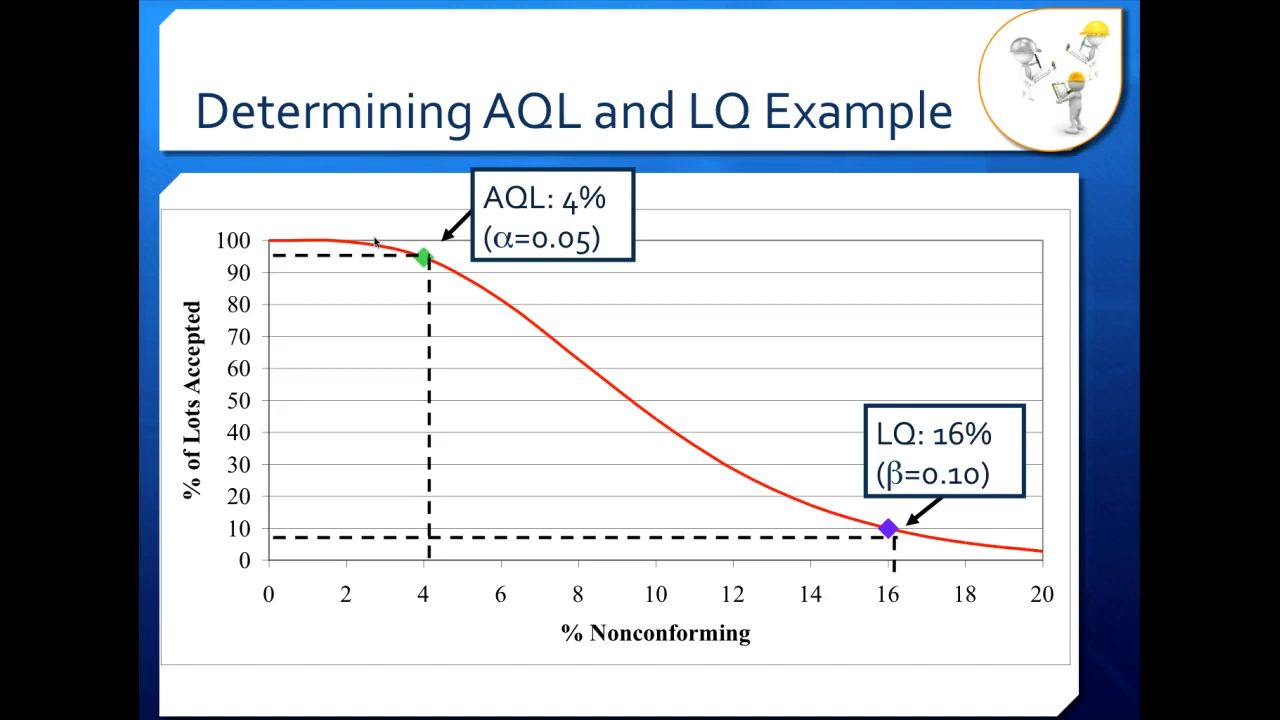 Determining AQL and LQ Example
AQL: 4%
(α=0.05)
100
90
80
70
60
50
40
30
20
10
0
% of Lots Accepted
LQ: 16%
(β=0.10)
0 2 4 6 8 10 12 14 16 18 20
% Nonconforming